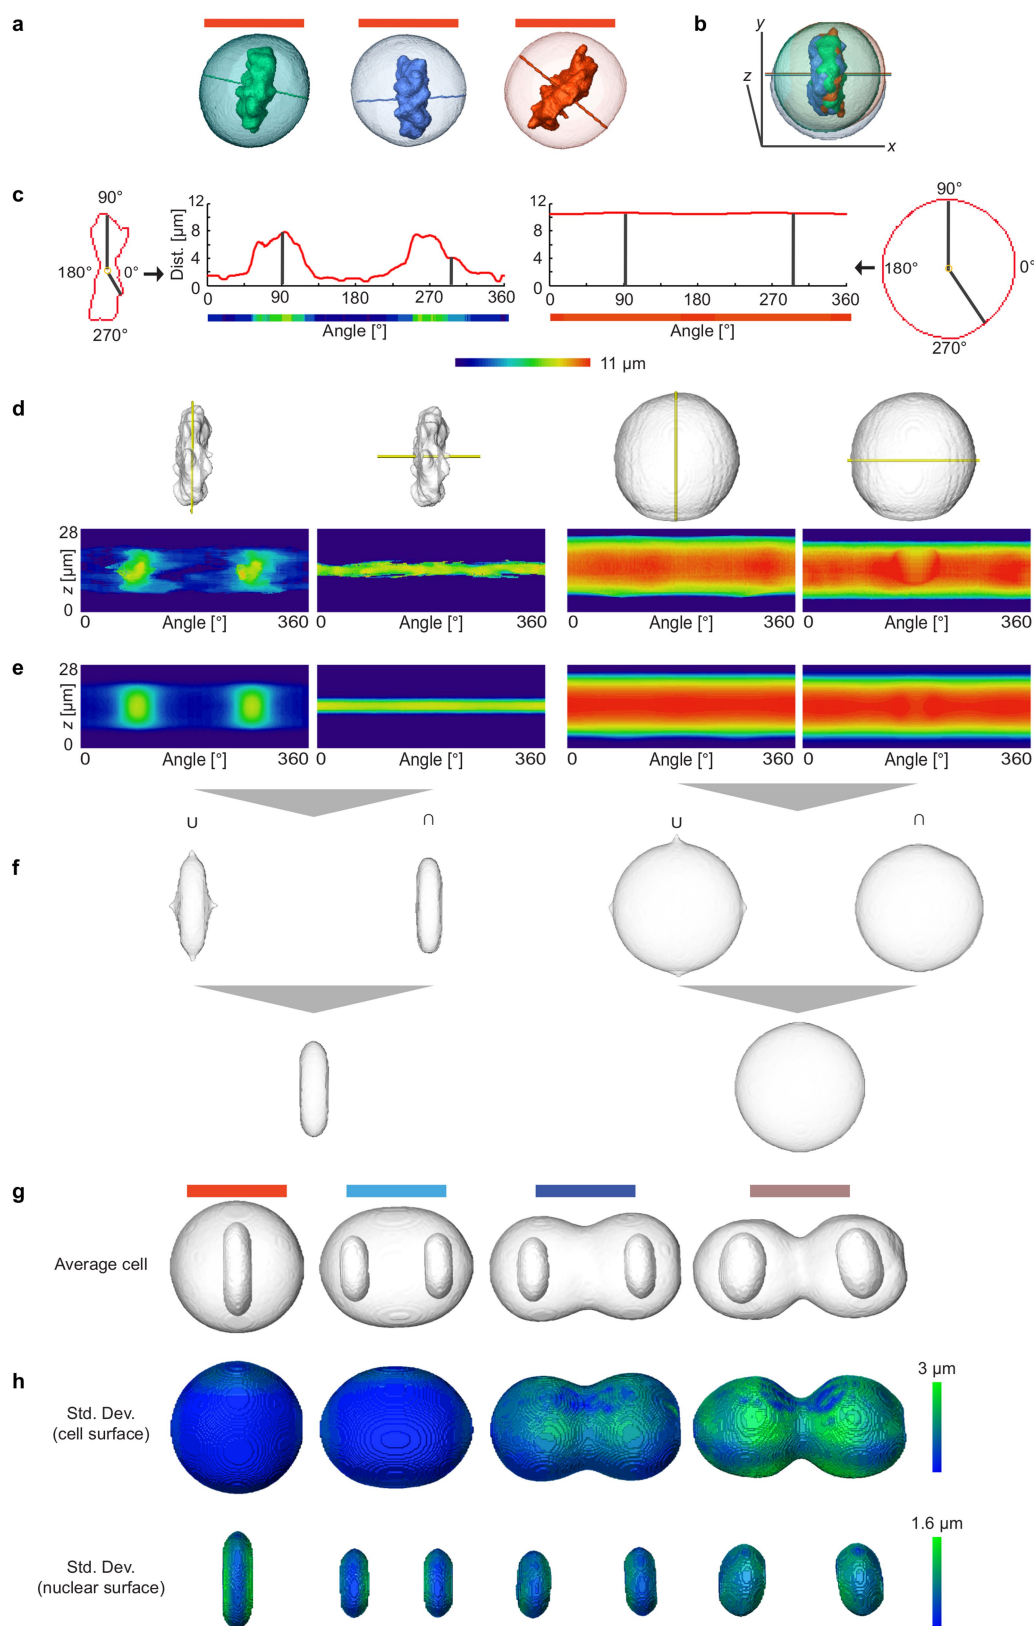 a
b
y
z
x
c
90°
180°
0°
270°
Dist. [µm]
12
8
4
0
0
90
180
270
360
Angle [°]
12
8
4
0
0
90
180
270
360
Angle [°]
90°
180°
0°
270°
11 µm
d
28
z [µm]
0
0
Angle [°]
360
0
Angle [°]
360
0
Angle [°]
360
0
Angle [°]
360
e
28
z [µm]
0
0
Angle [°]
360
0
Angle [°]
360
0
Angle [°]
360
0
Angle [°]
360
∪
∩
∪
∩
f
g
Average cell
h
3 µm
Std. Dev.
(cell surface)
1.6 µm
Std. Dev.
(nuclear surface)